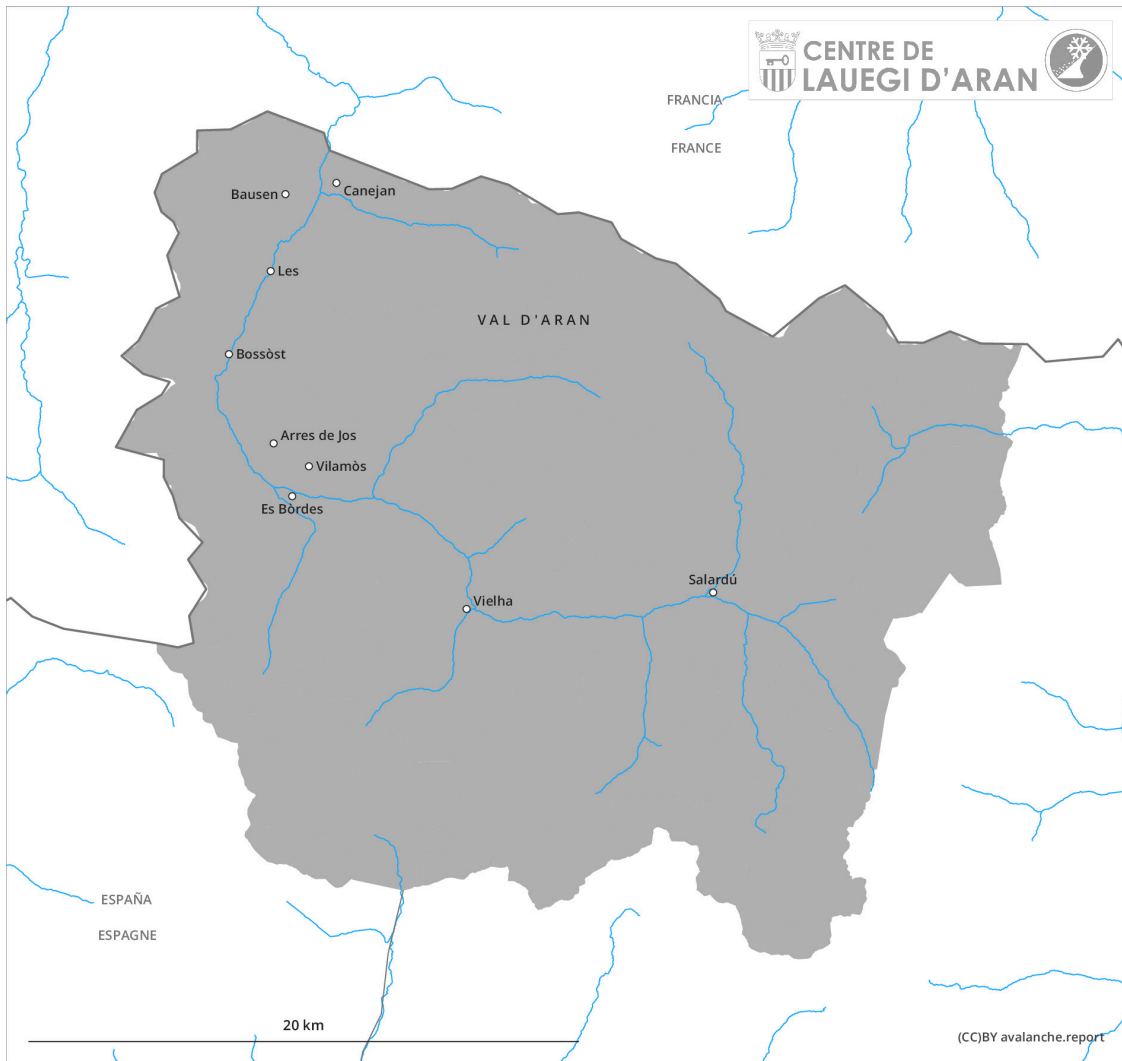 CENTRE DE
LAUEGI D'ARAN
FRANCIA
FRANCE
Canejan
Bausen
Les
VAL D'ARAN
Bossòst
Arres de Jos
Vilamòs
Es Bòrdes
Salardú
Vielha
ESPAÑA
ESPAGNE
20 km
(CC)BY avalanche.report